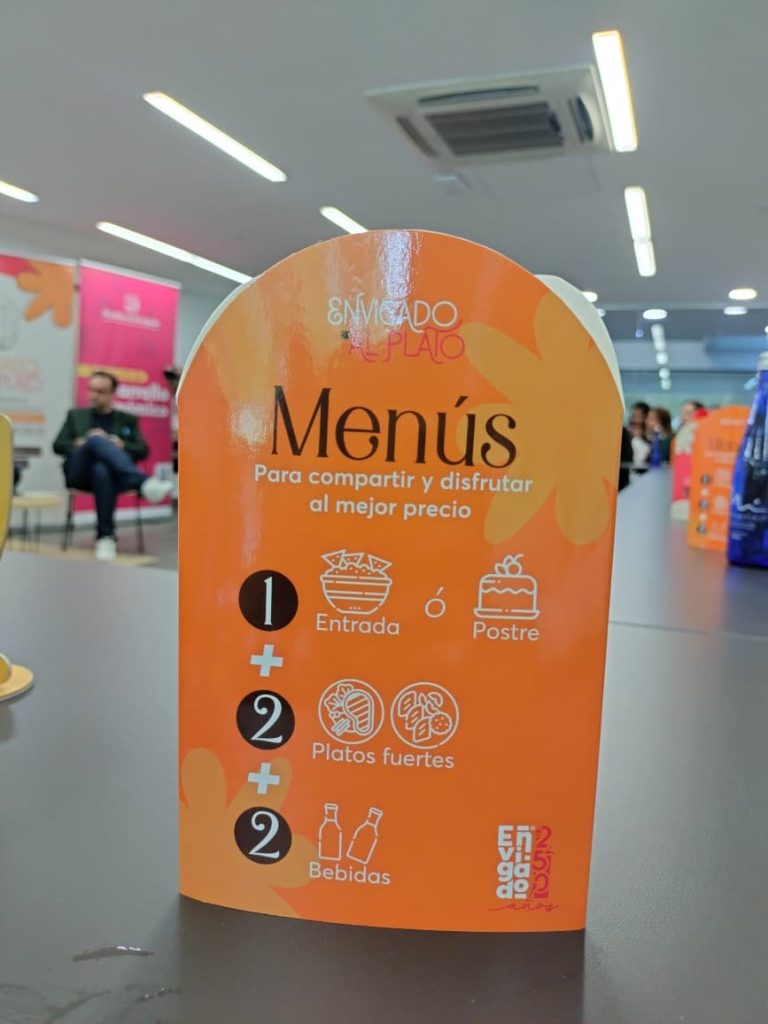 ENVIGADO
AL PLATO
Menús
Para compartir y disfrutar
al mejor precio
1
Entrada
ó
Postre
+
2
Platos fuertes
+
2
Bebidas
Envigado
250
años